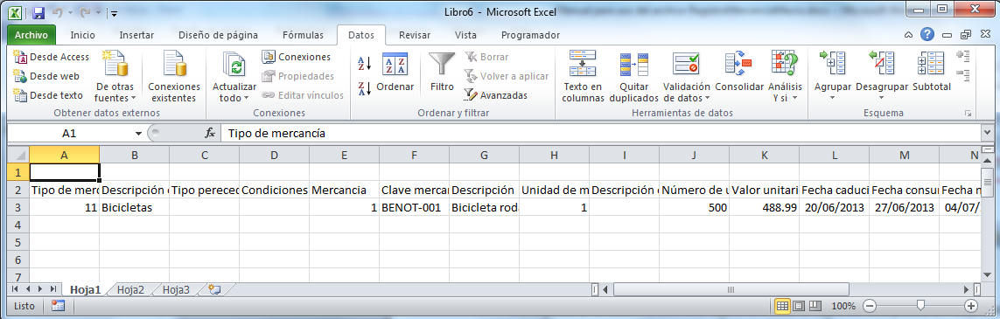 Libro6 - Microsoft Excel
Archivo Inicio Insertar Diseño de página Fórmulas Datos Revisar Vista Programador
Desde Access
Desde web
Desde texto
De otras fuentes
Conexiones existentes
Obtener datos externos
Actualizar todo
Conexiones
Propiedades
Editar vínculos
Conexiones
Ordenar
Filtro
Borrar
Volver a aplicar
Avanzadas
Ordenar y filtrar
Texto en columnas
Quitar duplicados
Validación de datos
Consolidar
Análisis Y si
Herramientas de datos
Agrupar
Desagrupar
Subtotal
Esquema
A1 fx Tipo de mercancía
A B C D E F G H I J K L M N
1
2 Tipo de merc Descripción Tipo pereced Condiciones Mercancia Clave mercar Descripción Unidad de m Descripción Número de u Valor unitari Fecha caduci Fecha consur Fecha
3 11 Bicicletas 1 BENOT-001 Bicicleta rod 1 500 488.99 20/06/2013 27/06/2013 04/07/
4
5
6
7
Hoja1 Hoja2 Hoja3
Listo 100%